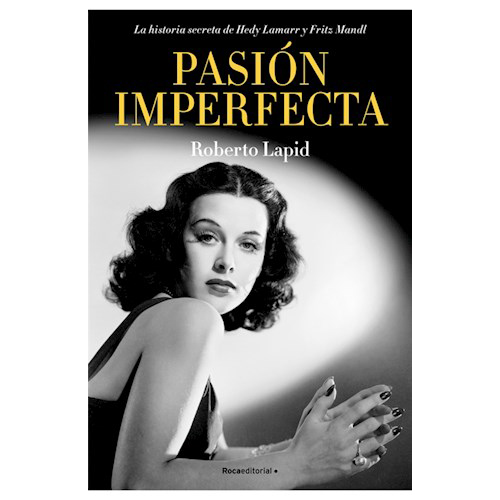 La historia secreta de Hedy Lamarr y Fritz Mandl
PASIÓN
IMPERFECTA
Roberto Lapid
Rocaeditorial